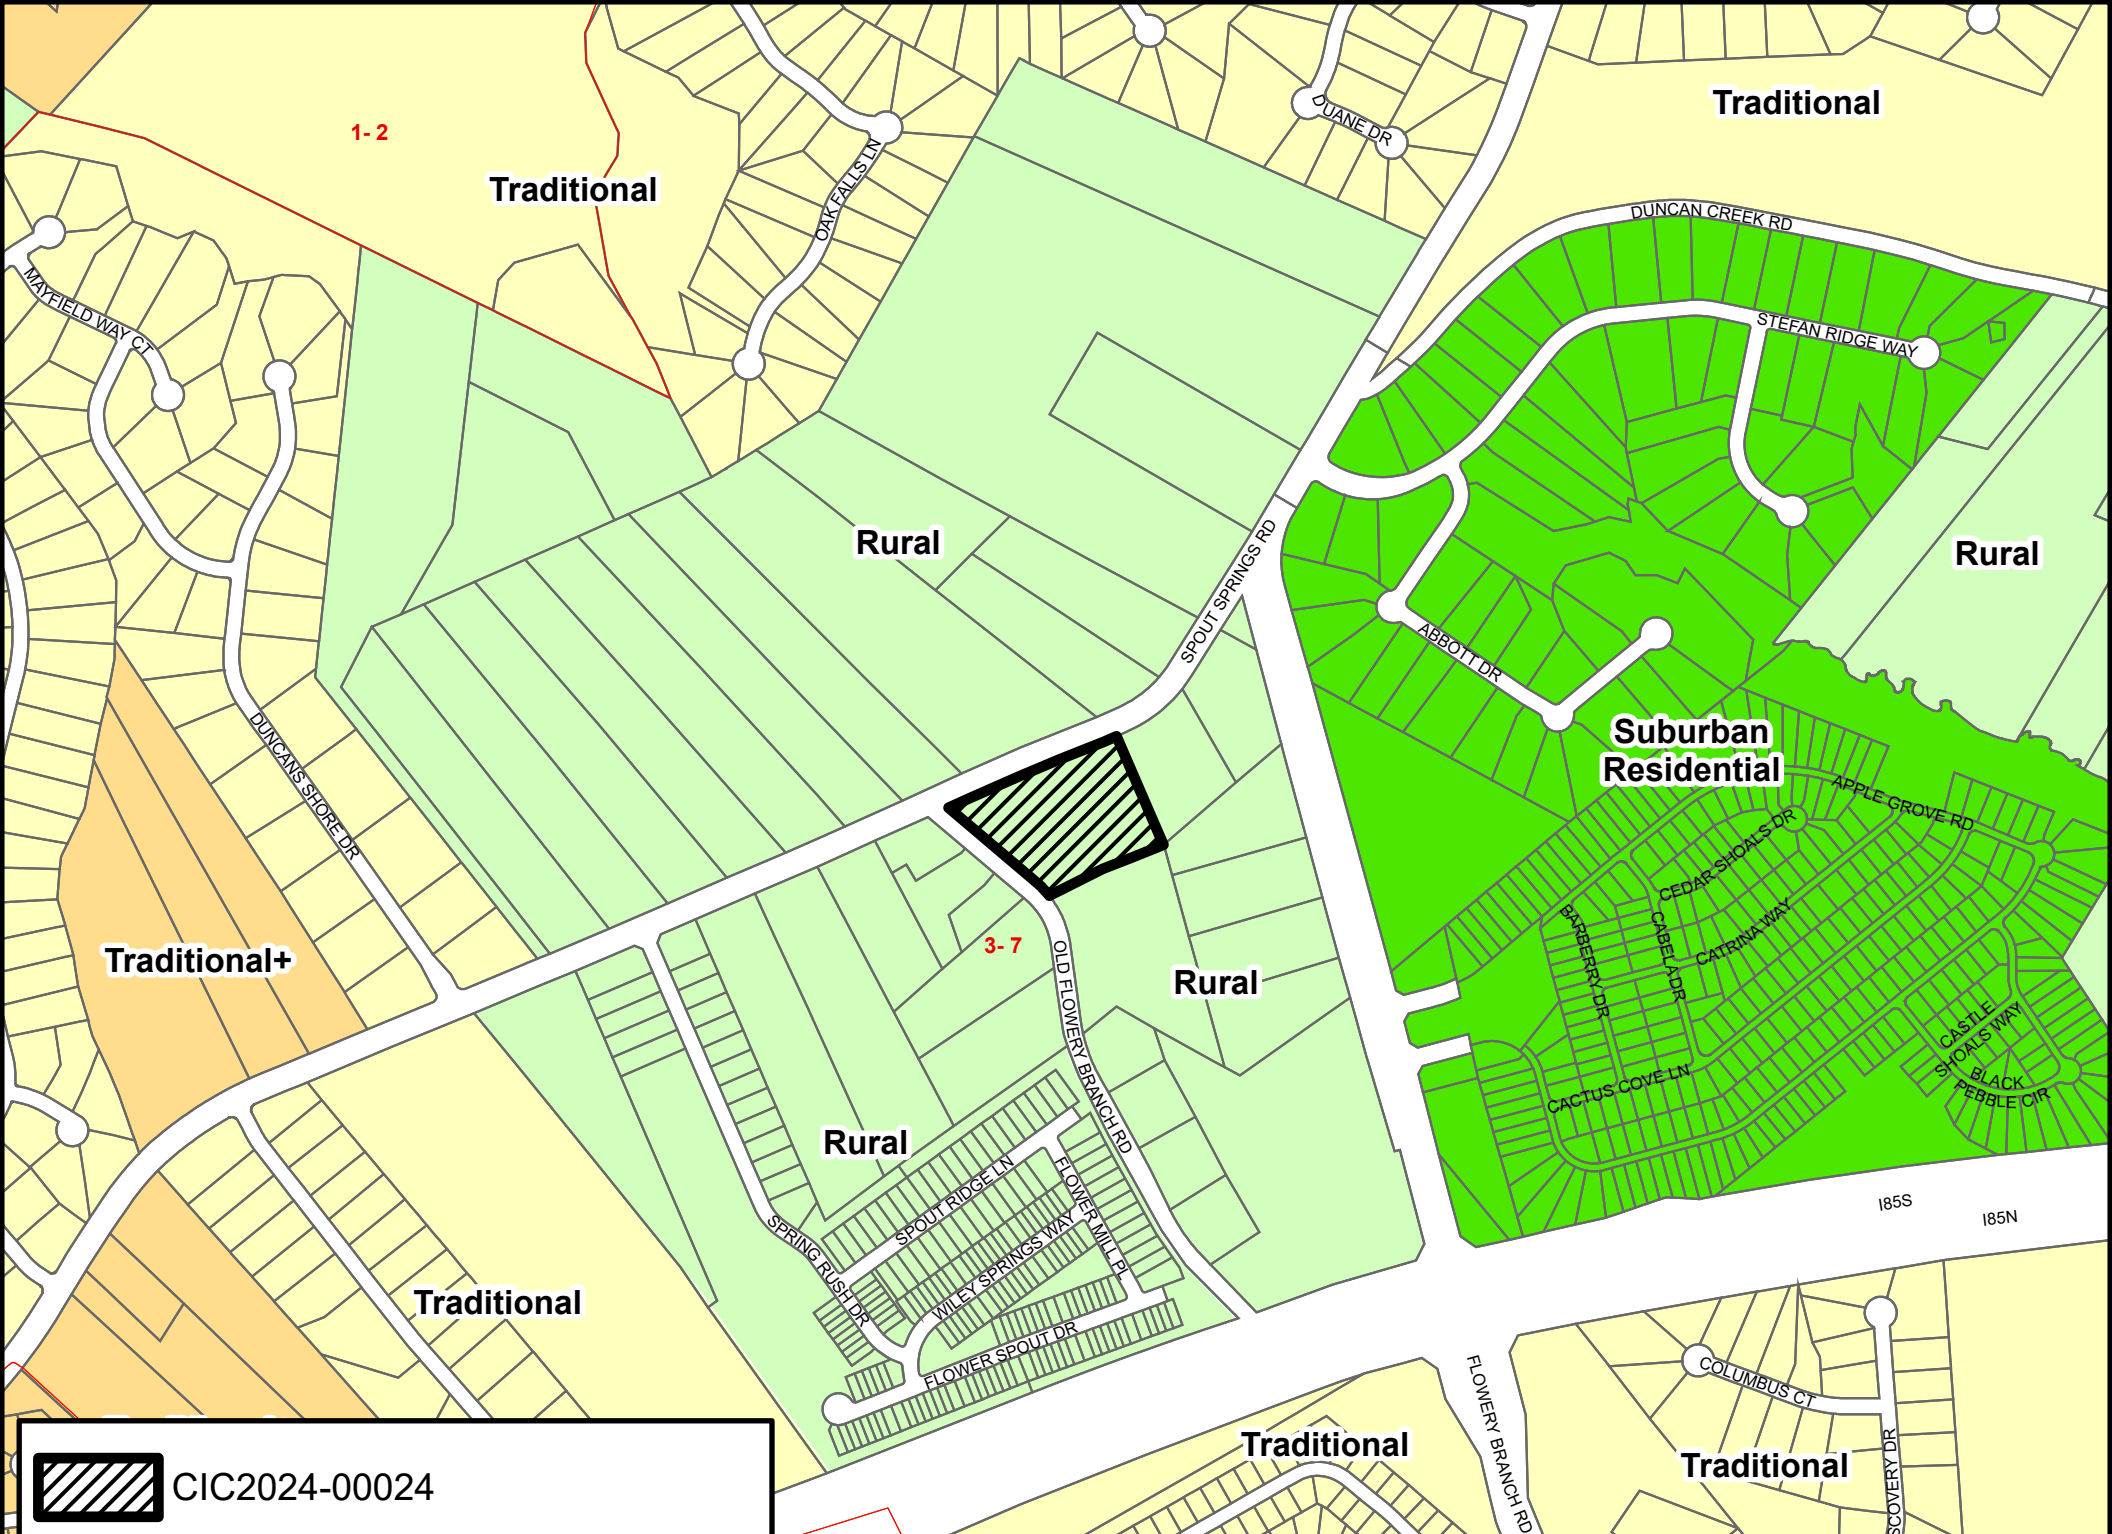 DUANE DR
Traditional
1- 2
Traditional
OAK FALLS LN
DUNCAN CREEK RD
MAYFIELD WAY CT
STEFAN RIDGE WAY
Rural
SPOUT SPRINGS RD
Rural
ABBOTT DR
DUNCANS SHORE DR
Suburban
Residential
APPLE GROVE RD
CEDAR SHOALS DR
BARBERRY DR
CABELA DR
CATRINA WAY
Traditional+
3- 7
OLD FLOWERY BRANCH RD
Rural
CASTLE
SHOALS WAY
BLACK
PEBBLE CIR
CACTUS COVE LN
Rural
SPOUT RIDGE LN
FLOWER MILL PL
SPRING RUSH DR
WILEY SPRINGS WAY
I85S
I85N
Traditional
FLOWER SPOUT DR
FLOWERY BRANCH RD
COLUMBUS CT
Traditional
Traditional
SCOVERY DR
CIC2024-00024